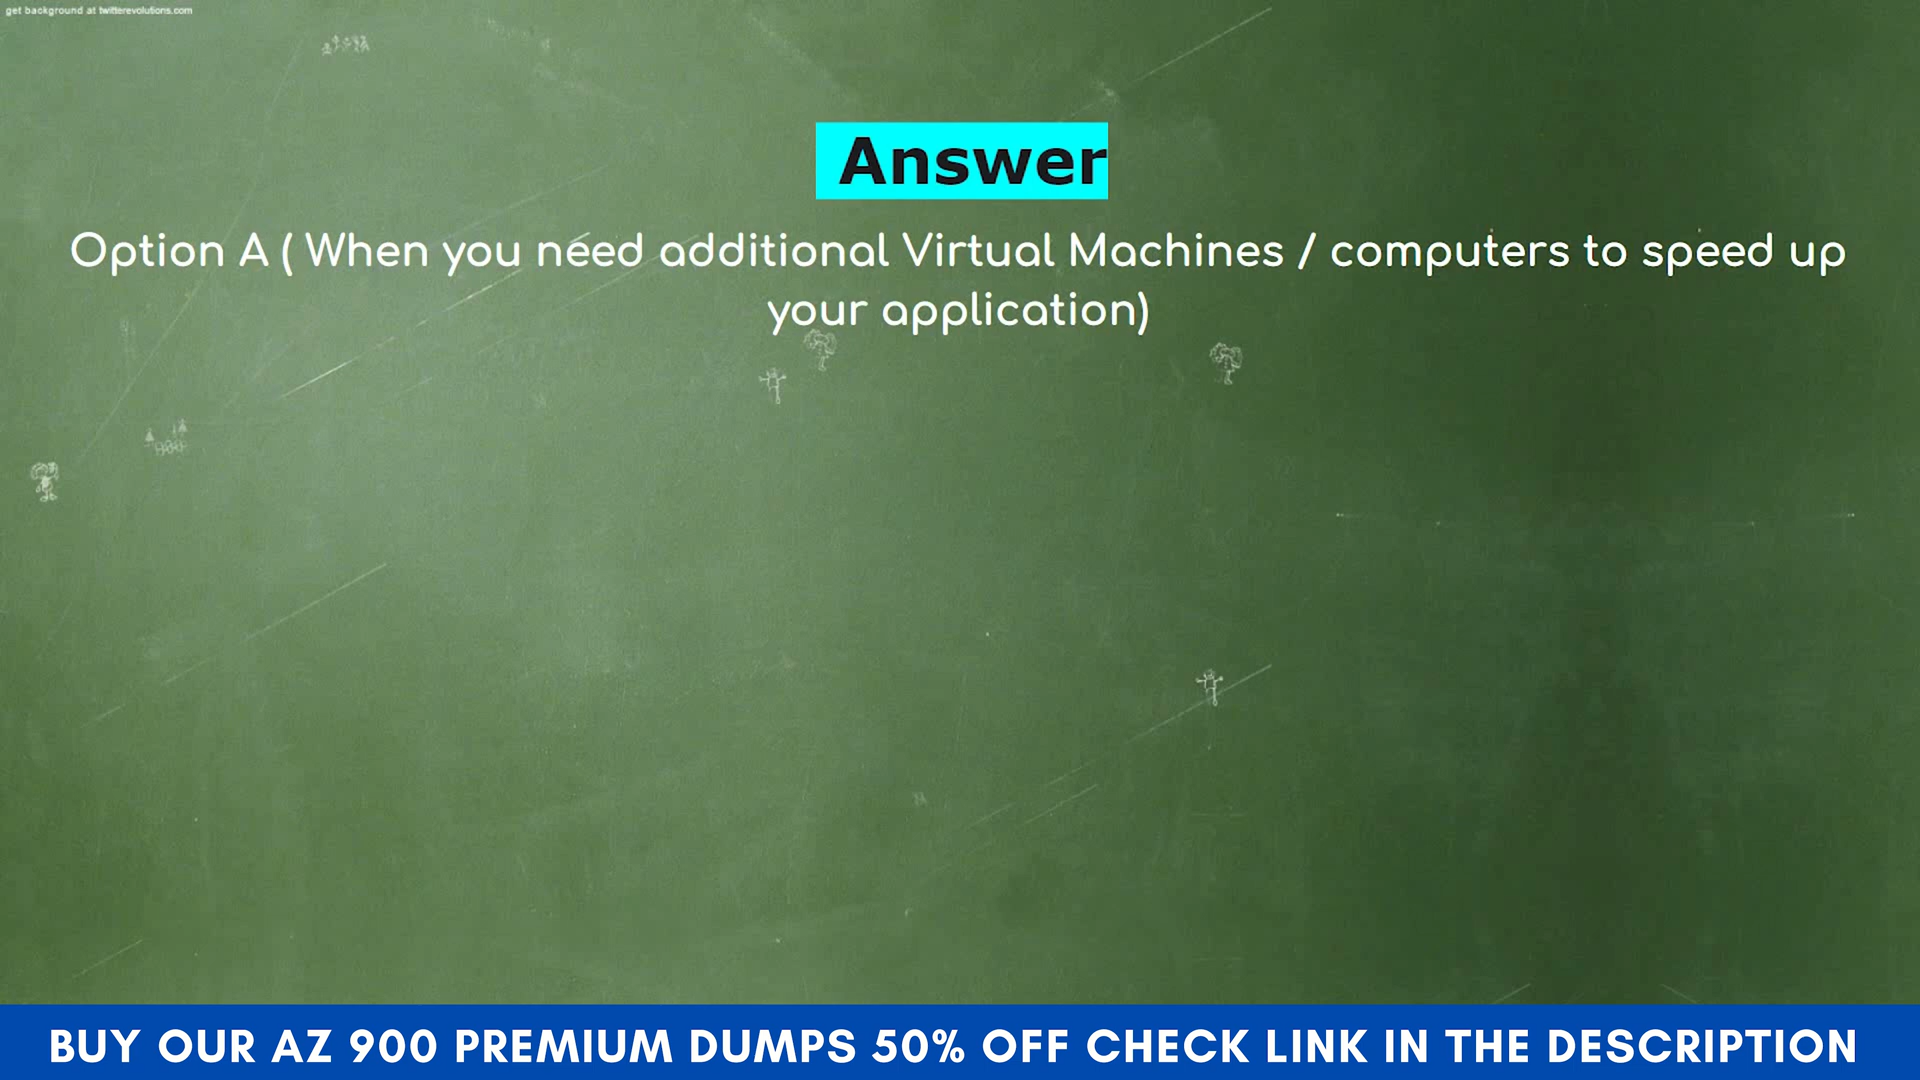 get background at twitterevolutions.com
Answer
Option A ( When you need additional Virtual Machines / computers to speed up
your application)
BUY OUR AZ 900 PREMIUM DUMPS 50% OFF CHECK LINK IN THE DESCRIPTION